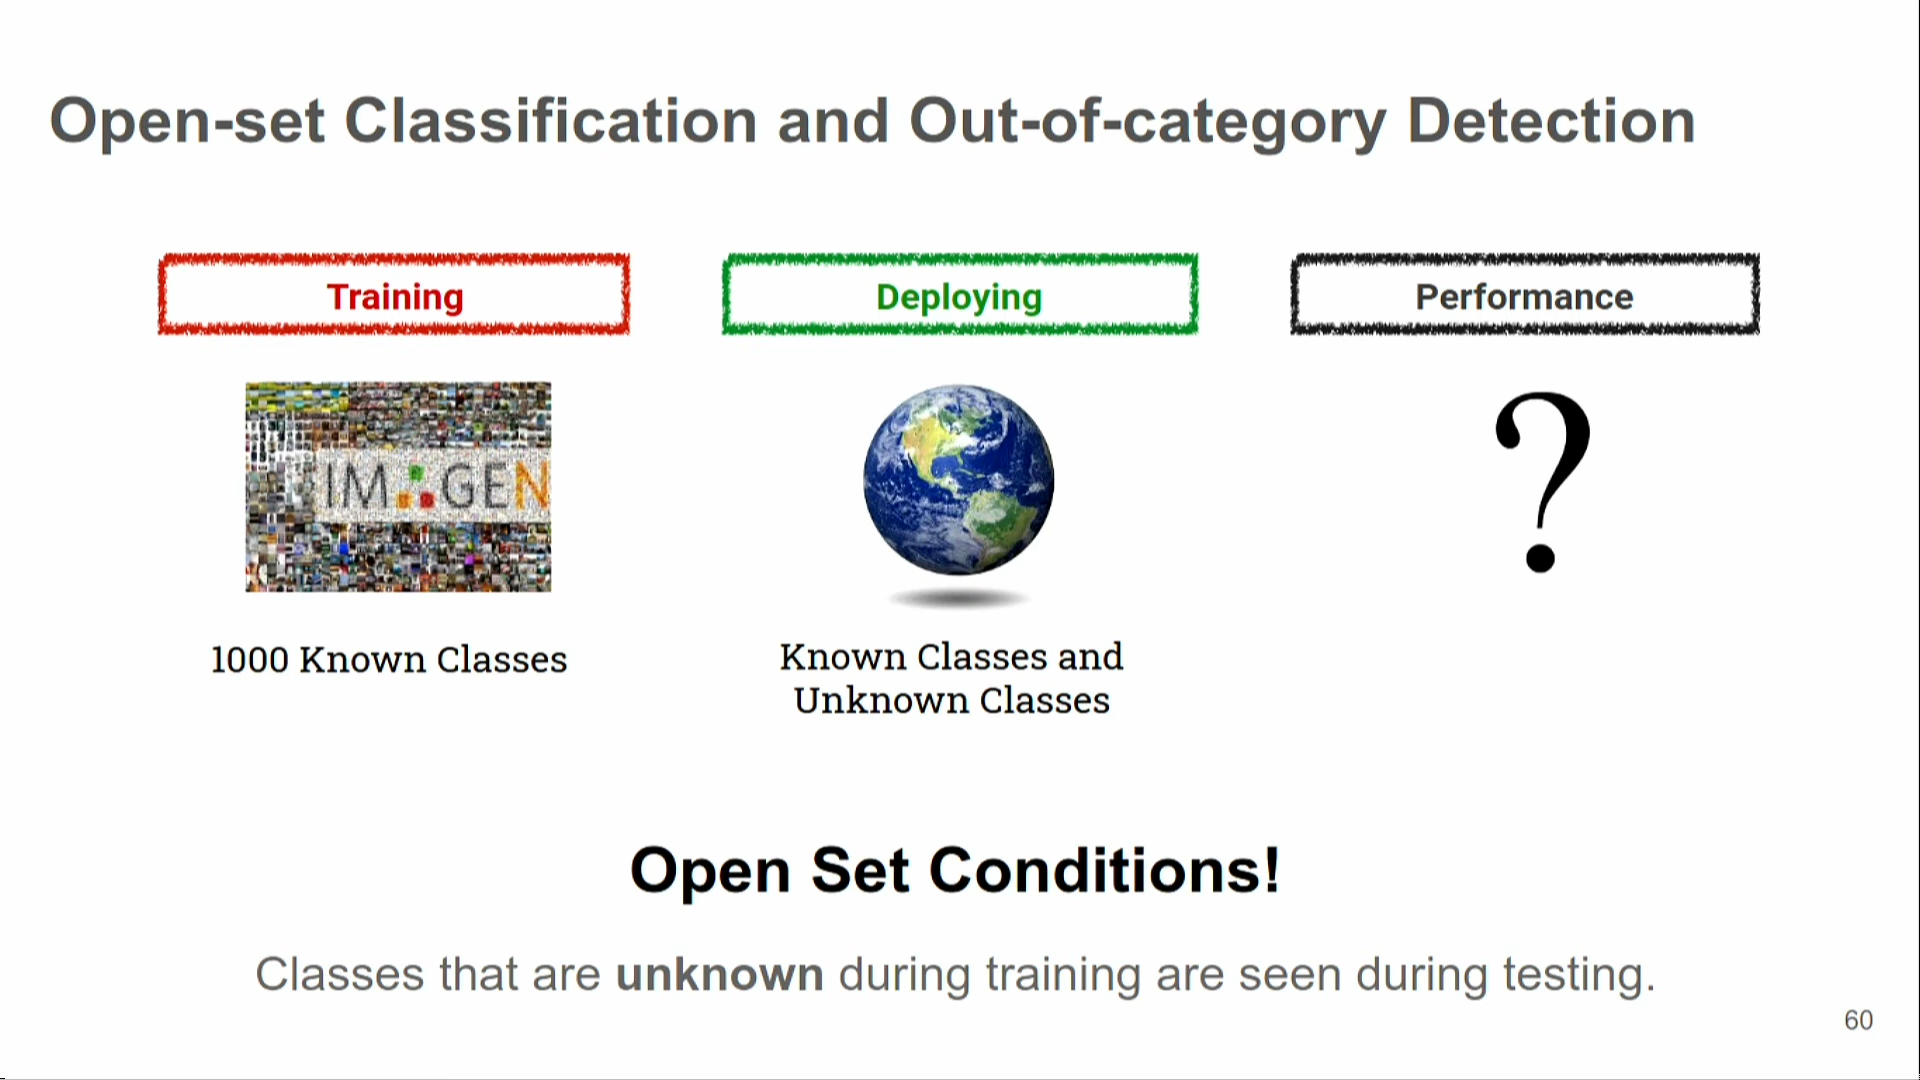 Open-set Classification and Out-of-category Detection
Training
Deploying
Performance
IM GEN
1000 Known Classes
Known Classes and
Unknown Classes
Open Set Conditions!
Classes that are unknown during training are seen during testing.
60